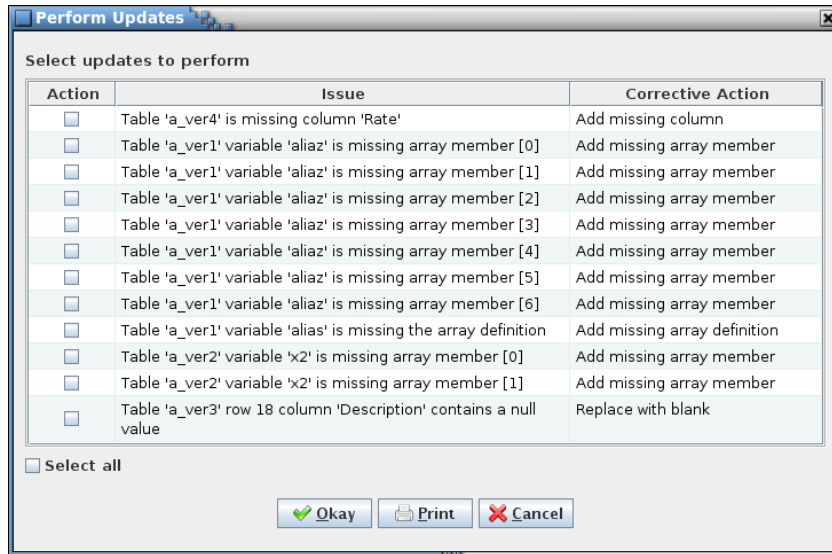 Perform Updates
Select updates to perform
Action Issue Corrective Action
Table 'a_ver4' is missing column 'Rate' Add missing column
Table 'a_ver1' variable 'aliaz' is missing array member [0] Add missing array member
Table 'a_ver1' variable 'aliaz' is missing array member [1] Add missing array member
Table 'a_ver1' variable 'aliaz' is missing array member [2] Add missing array member
Table 'a_ver1' variable 'aliaz' is missing array member [3] Add missing array member
Table 'a_ver1' variable 'aliaz' is missing array member [4] Add missing array member
Table 'a_ver1' variable 'aliaz' is missing array member [5] Add missing array member
Table 'a_ver1' variable 'aliaz' is missing array member [6] Add missing array member
Table 'a_ver1' variable 'alias' is missing the array definition Add missing array definition
Table 'a_ver2' variable 'x2' is missing array member [0] Add missing array member
Table 'a_ver2' variable 'x2' is missing array member [1] Add missing array member
Table 'a_ver3' row 18 column 'Description' contains a null Replace with blank
value
Select all
Okay Print Cancel